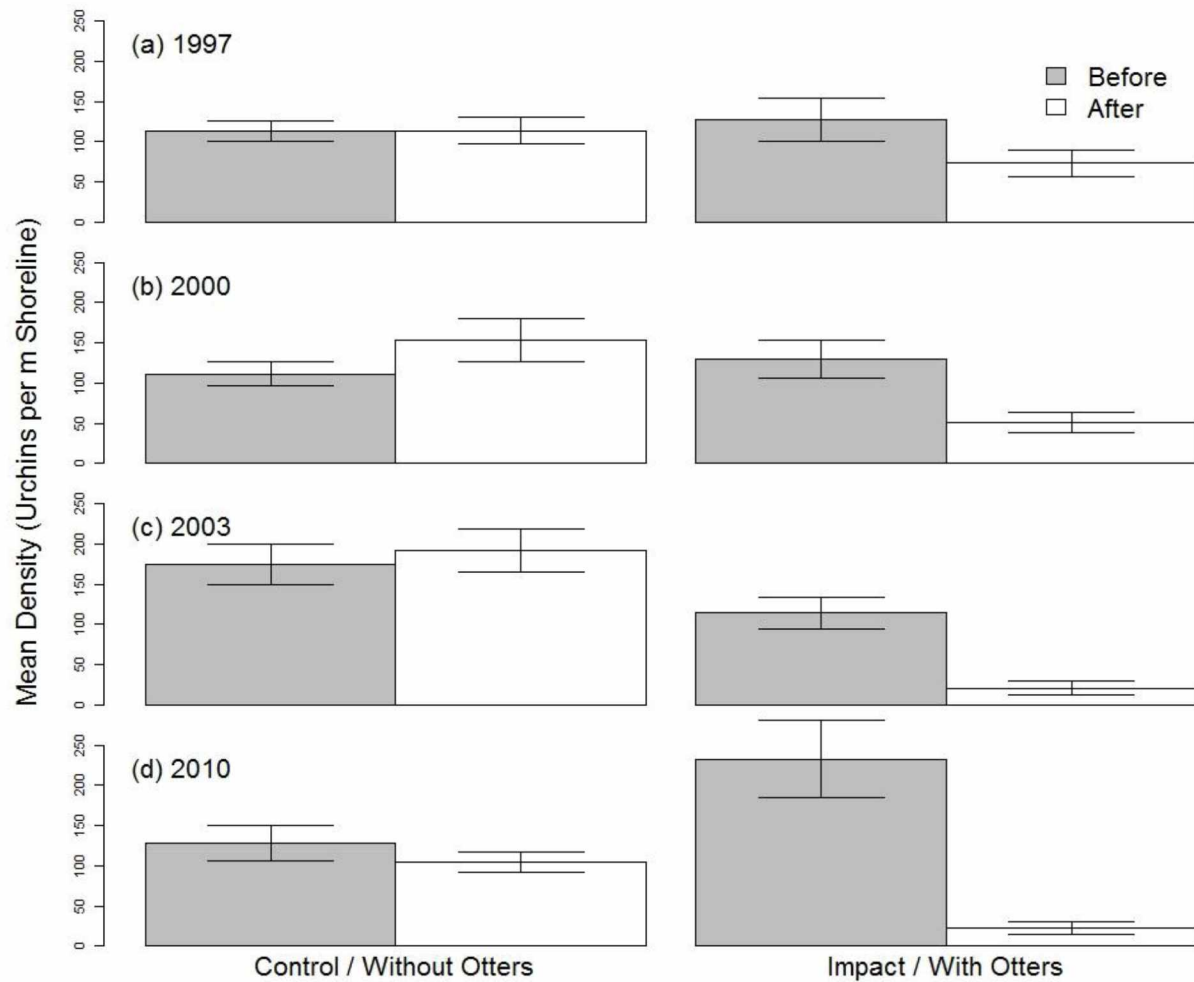 Mean Density (Urchins per m Shoreline)
(a) 1997
250
200
150
100
50
0
Before
After
(b) 2000
250
200
150
100
50
0
(c) 2003
250
200
150
100
50
0
(d) 2010
250
200
150
100
50
0
Control / Without Otters
Impact / With Otters